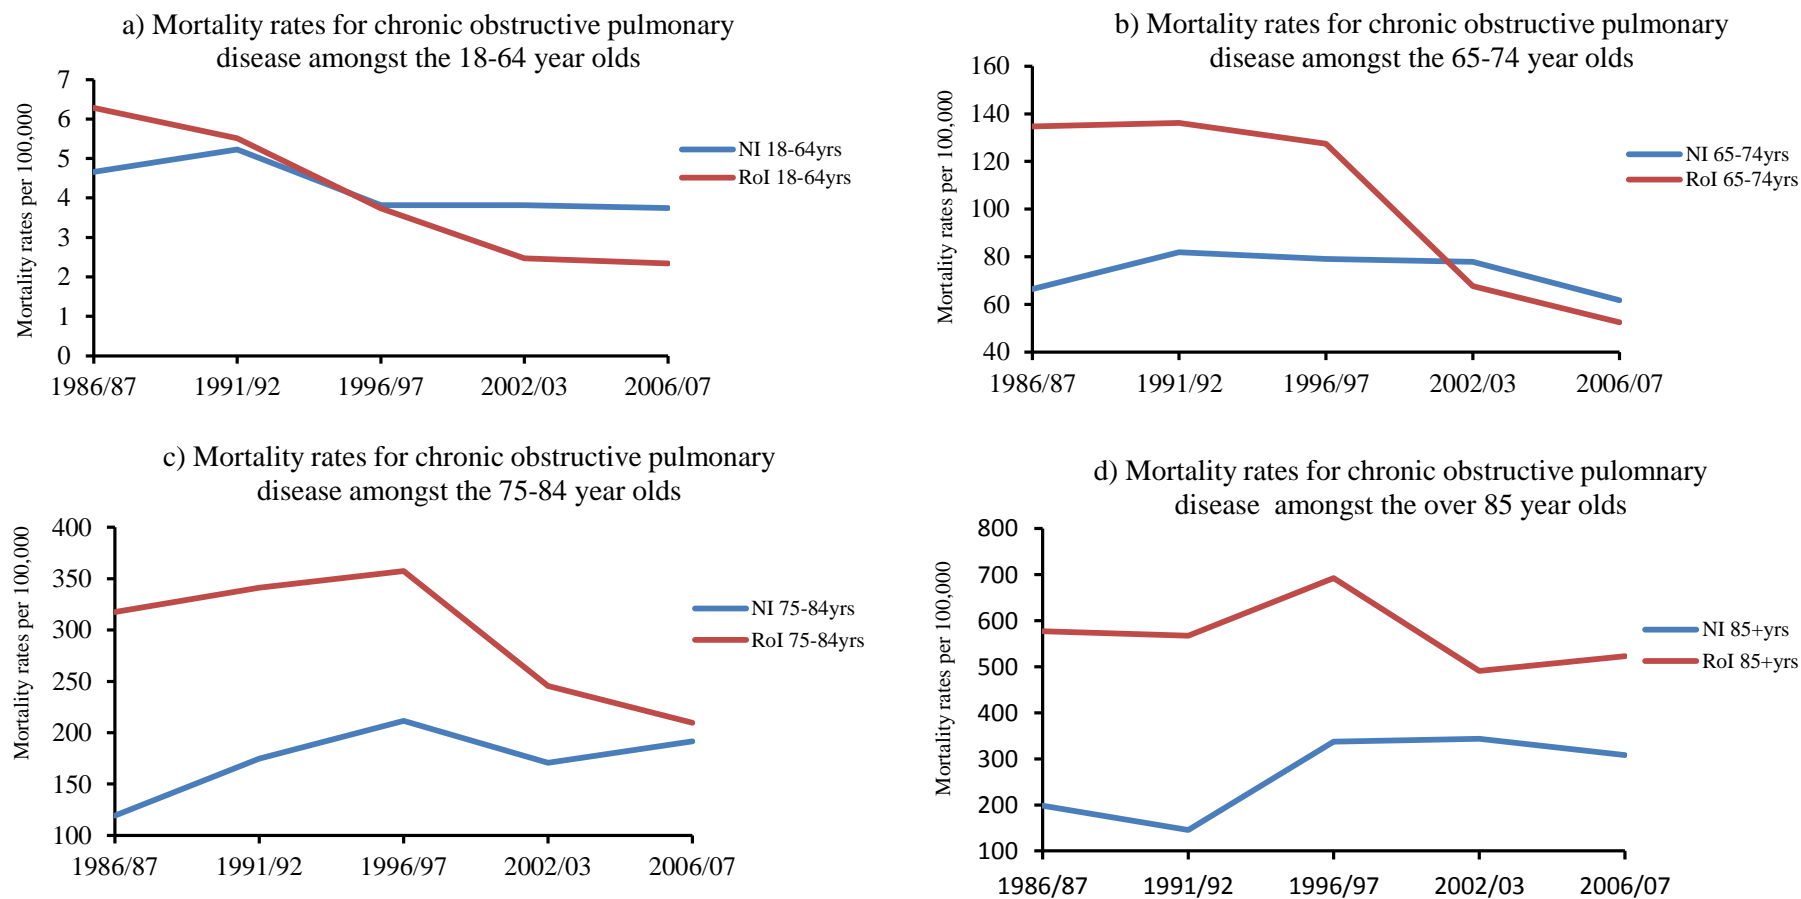 a) Mortality rates for chronic obstructive pulmonary
disease amongst the 18-64 year olds
Mortality rates per 100,000
7
6
5
4
3
2
1
0
1986/87 1991/92 1996/97 2002/03 2006/07
NI 18-64yrs
RoI 18-64yrs
b) Mortality rates for chronic obstructive pulmonary
disease amongst the 65-74 year olds
Mortality rates per 100,000
160
140
120
100
80
60
40
1986/87 1991/92 1996/97 2002/03 2006/07
NI 65-74yrs
RoI 65-74yrs
c) Mortality rates for chronic obstructive pulmonary
disease amongst the 75-84 year olds
Mortality rates per 100,000
400
350
300
250
200
150
100
1986/87 1991/92 1996/97 2002/03 2006/07
NI 75-84yrs
RoI 75-84yrs
d) Mortality rates for chronic obstructive pulomnary
disease amongst the over 85 year olds
Mortality rates per 100,000
800
700
600
500
400
300
200
100
1986/87 1991/92 1996/97 2002/03 2006/07
NI 85+yrs
RoI 85+yrs